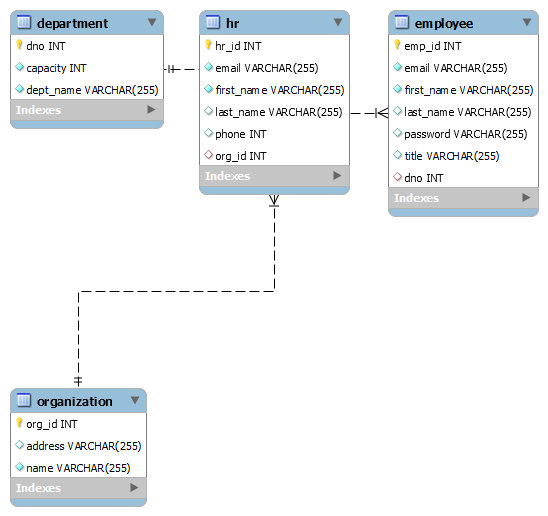 department
dno INT
capacity INT
dept_name VARCHAR(255)
Indexes
hr
hr_id INT
email VARCHAR(255)
first_name VARCHAR(255)
last_name VARCHAR(255)
phone INT
org_id INT
Indexes
employee
emp_id INT
email VARCHAR(255)
first_name VARCHAR(255)
last_name VARCHAR(255)
password VARCHAR(255)
title VARCHAR(255)
dno INT
Indexes
organization
org_id INT
address VARCHAR(255)
name VARCHAR(255)
Indexes